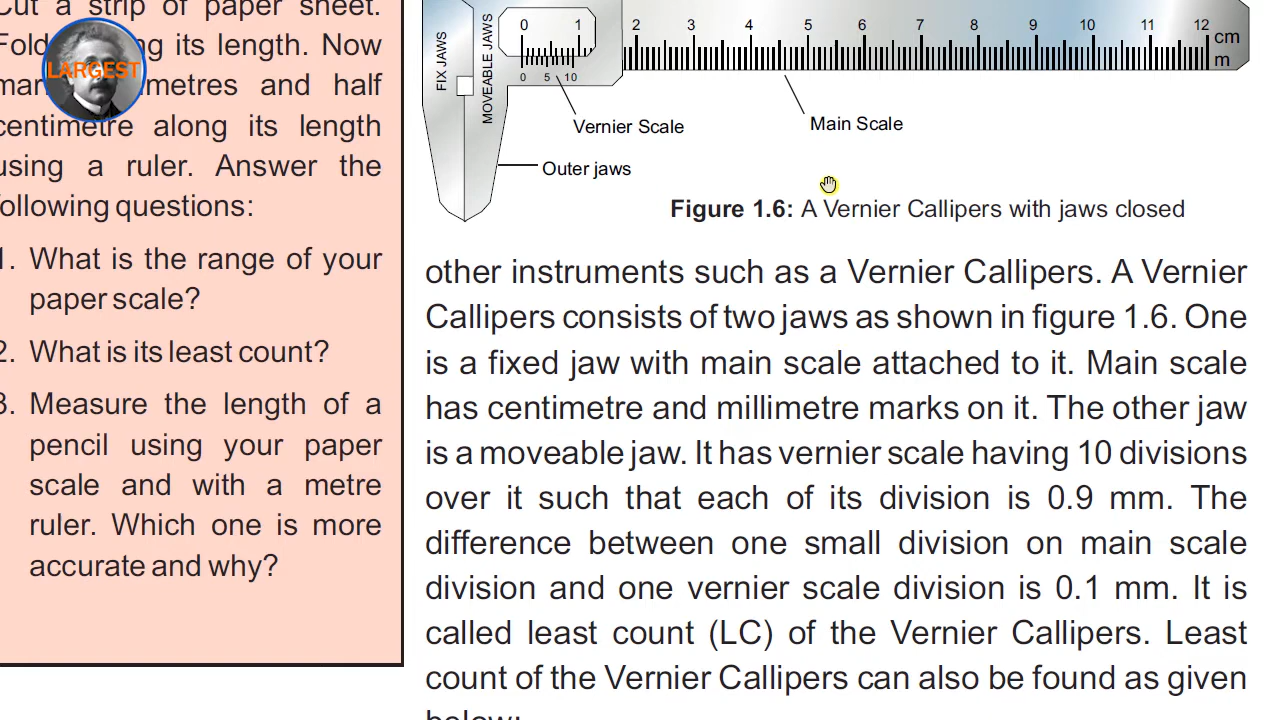 Cut a strip of paper sheet.
Fold its length. Now
LARGEST
metres and half
centimetre along its length
using a ruler. Answer the
following questions:
1. What is the range of your
paper scale?
2. What is its least count?
3. Measure the length of a
pencil using your paper
scale and with a metre
ruler. Which one is more
accurate and why?
FIX JAWS
MOVEABLE JAWS
0 1 2 3 4 5 6 7 8 9 10 11 12 cm
m
0 5 10
Vernier Scale
Main Scale
Outer jaws
Figure 1.6: A Vernier Callipers with jaws closed
other instruments such as a Vernier Callipers. A Vernier
Callipers consists of two jaws as shown in figure 1.6. One
is a fixed jaw with main scale attached to it. Main scale
has centimetre and millimetre marks on it. The other jaw
is a moveable jaw. It has vernier scale having 10 divisions
over it such that each of its division is 0.9 mm. The
difference between one small division on main scale
division and one vernier scale division is 0.1 mm. It is
called least count (LC) of the Vernier Callipers. Least
count of the Vernier Callipers can also be found as given
below: